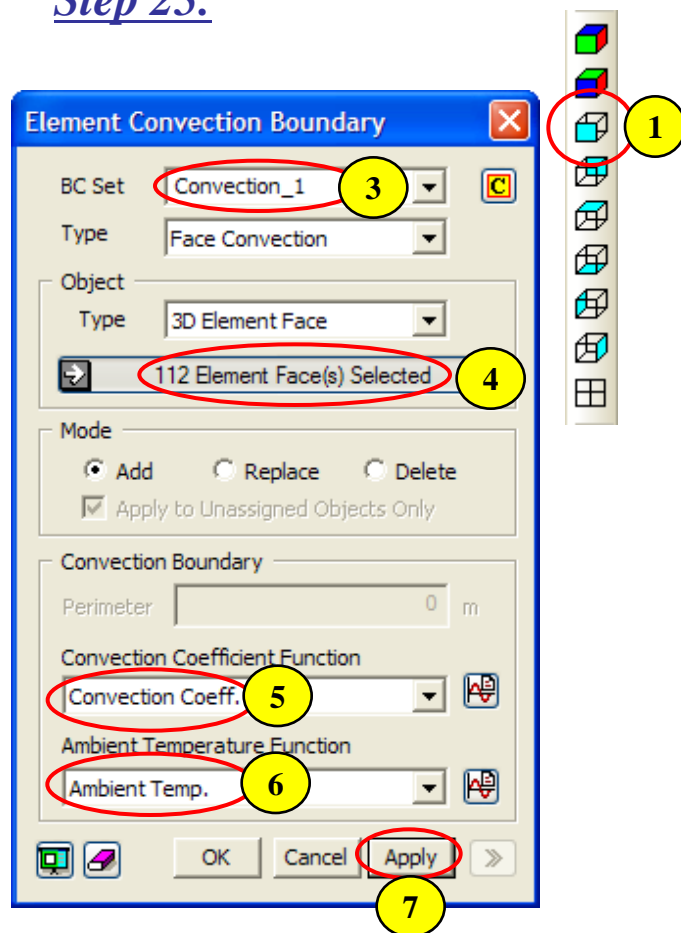 Step 23.
Element Convection Boundary
1
BC Set Convection_1 3 C
Type Face Convection
Object
Type 3D Element Face
112 Element Face(s) Selected 4
Mode
Add Replace Delete
Apply to Unassigned Objects Only
Convection Boundary
Perimeter 0 m
Convection Coefficient Function
Convection Coeff. 5
Ambient Temperature Function
Ambient Temp. 6
OK Cancel Apply
7